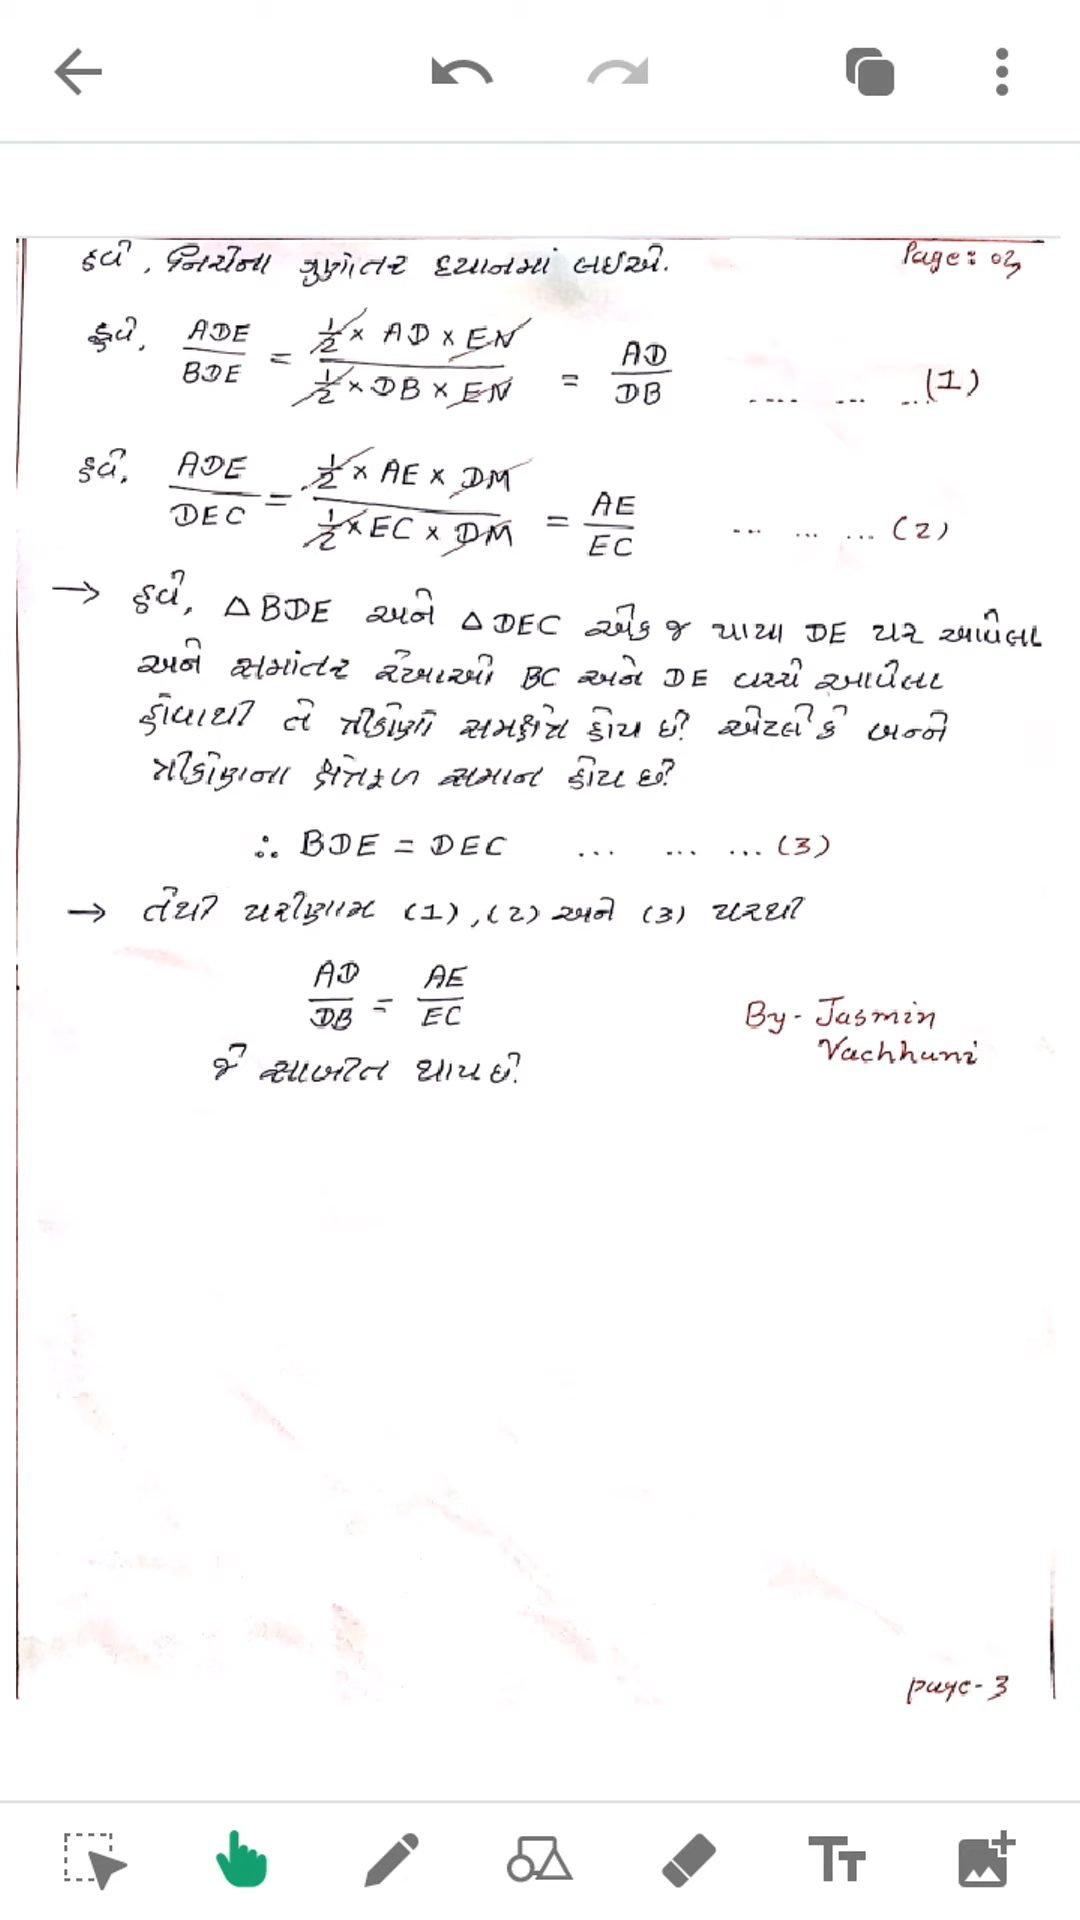 હવે, નિચેના ગુણોતર ધ્યાનમાં લઇએ. Page: 03
હવે, ADE/BDE = (1/2 × AD × EN)/(1/2 × DB × EN) = AD/DB .... ... ...(1)
હવે, ADE/DEC = (1/2 × AE × DM)/(1/2 × EC × DM) = AE/EC ... ... ... (2)
→ હવે, △ BDE અને △ DEC એક જ પાયા DE પર આવેલા
અને સમાંતર રેખાઓ BC અને DE વચ્ચે આવેલા
હોવાથી તે ત્રીકોણો સમક્ષેત્ર હોય છે? એટલે કે બન્ને
ત્રીકોણના ક્ષેત્રફળ સમાન હોય છે?
∴ BDE = DEC ... ... ... (3)
→ તેથી પરીણામ (1), (2) અને (3) પરથી
AD/DB = AE/EC
By - Jasmin
Vachhani
જે સાબીત થાય છે?
page - 3
Tт